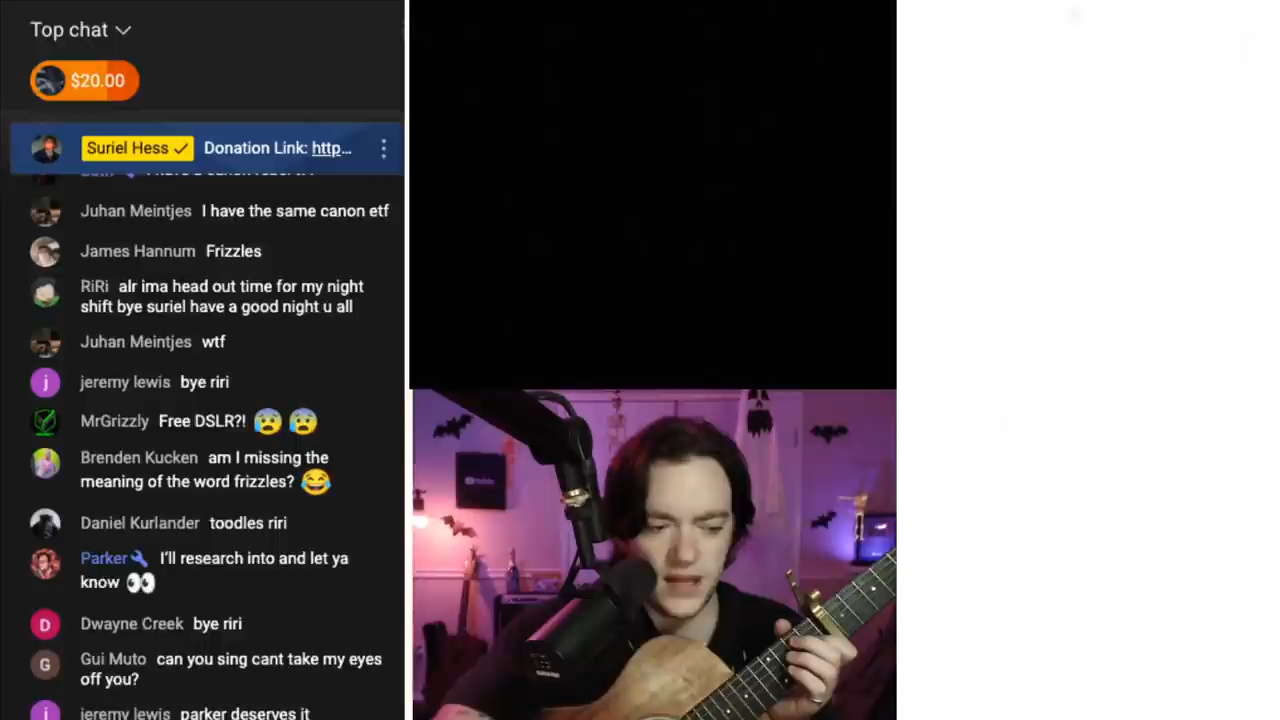 Top chat
$20.00
Suriel Hess Donation Link: http...
Juhan Meintjes I have the same canon etf
James Hannum Frizzles
RiRi alr ima head out time for my night
shift bye suriel have a good night u all
Juhan Meintjes wtf
j jeremy lewis bye riri
MrGrizzly Free DSLR?! 😰 😰
Brenden Kucken am I missing the
meaning of the word frizzles? 😂
Daniel Kurlander toodles riri
Parker I'll research into and let ya
know 👀
D Dwayne Creek bye riri
G Gui Muto can you sing cant take my eyes
off you?
j jeremy lewis parker deserves it
YouTube
SHURE